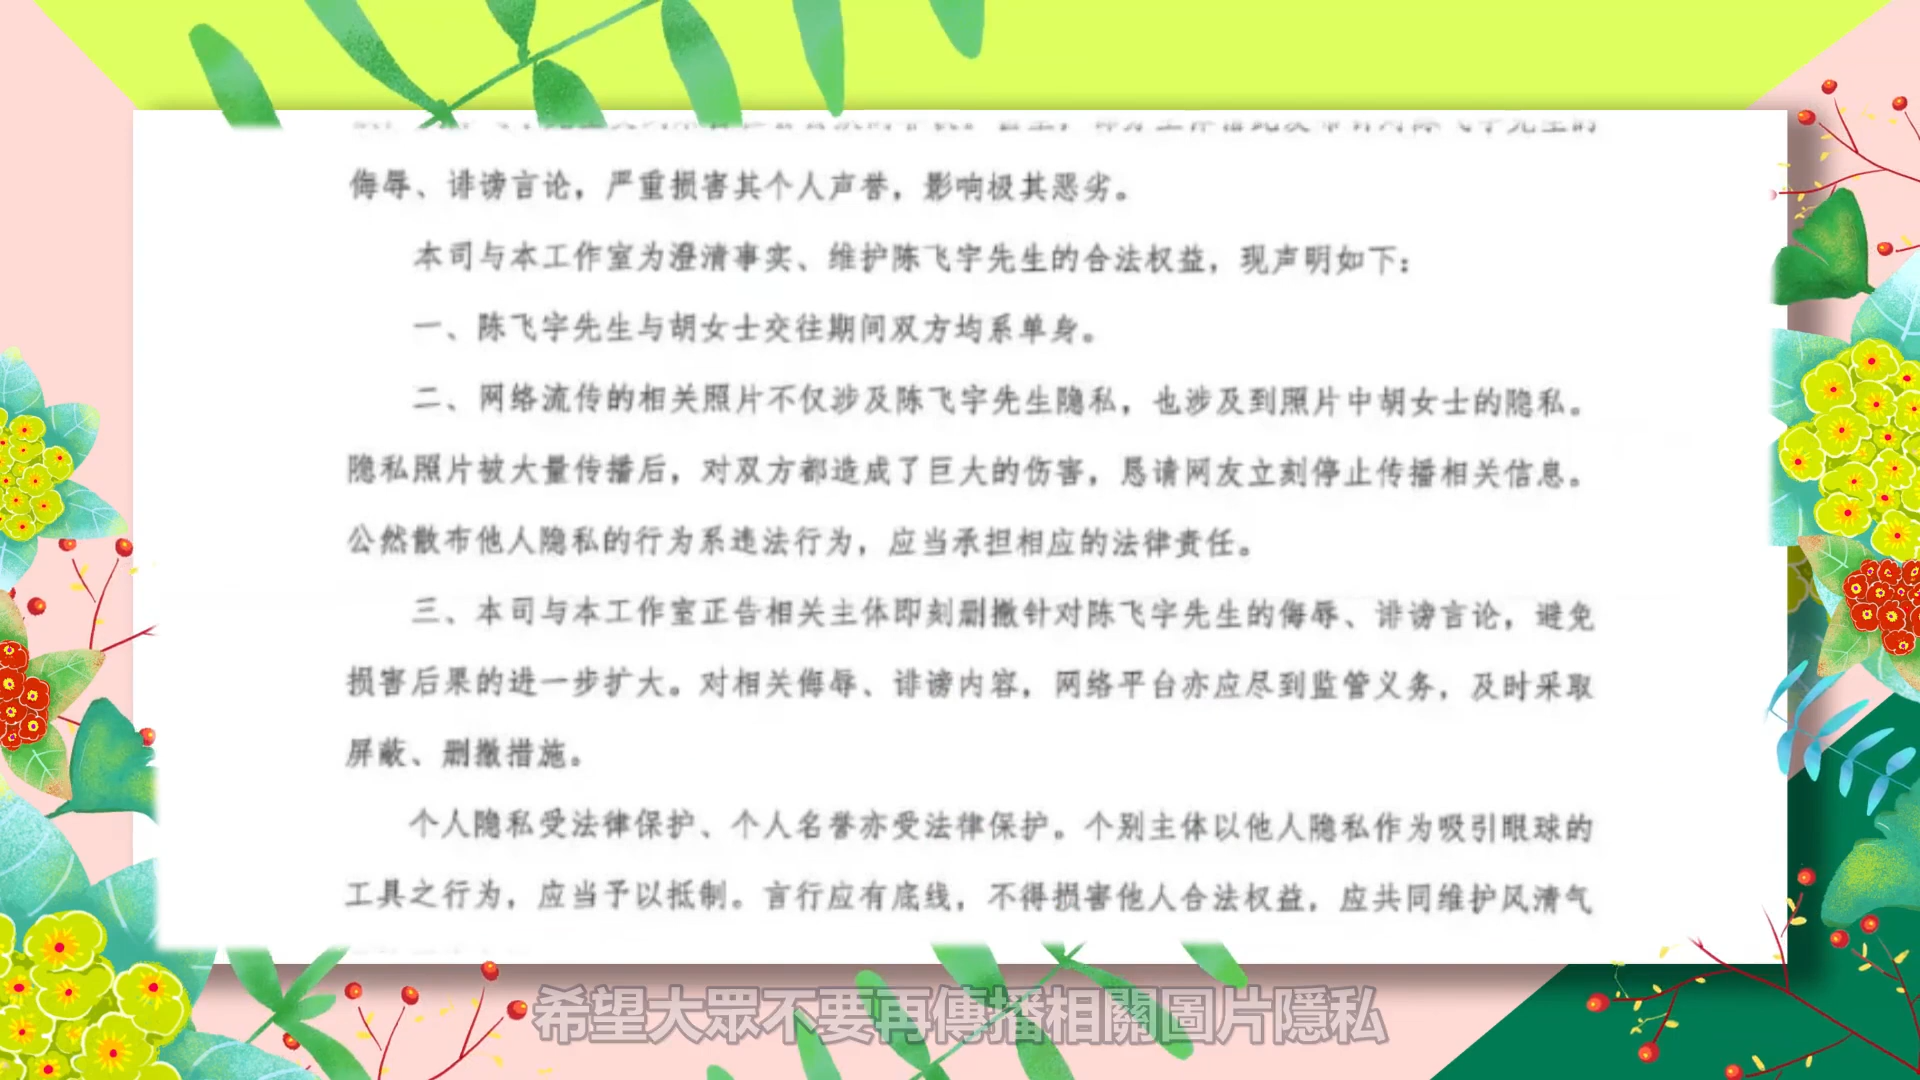 侮辱、诽谤言论，严重损害其个人声誉，影响极其恶劣。
本司与本工作室为澄清事实、维护陈飞宇先生的合法权益，现声明如下：
一、陈飞宇先生与胡女士交往期间双方均系单身。
二、网络流传的相关照片不仅涉及陈飞宇先生隐私，也涉及到照片中胡女士的隐私。
隐私照片被大量传播后，对双方都造成了巨大的伤害，恳请网友立刻停止传播相关信息。
公然散布他人隐私的行为系违法行为，应当承担相应的法律责任。
三、本司与本工作室正告相关主体即刻删撤针对陈飞宇先生的侮辱、诽谤言论，避免
损害后果的进一步扩大。对相关侮辱、诽谤内容，网络平台亦应尽到监管义务，及时采取
屏蔽、删撤措施。
个人隐私受法律保护、个人名誉亦受法律保护。个别主体以他人隐私作为吸引眼球的
工具之行为，应当予以抵制。言行应有底线，不得损害他人合法权益，应共同维护风清气
希望大眾不要再傳播相關圖片隱私